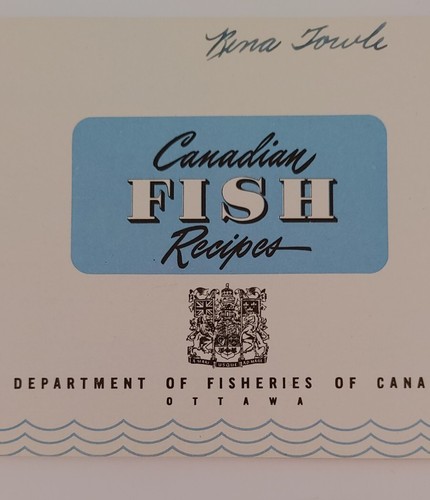 Rena Towle
Canadian
FISH
Recipes
DEPARTMENT OF FISHERIES OF CANA
OTTAWA